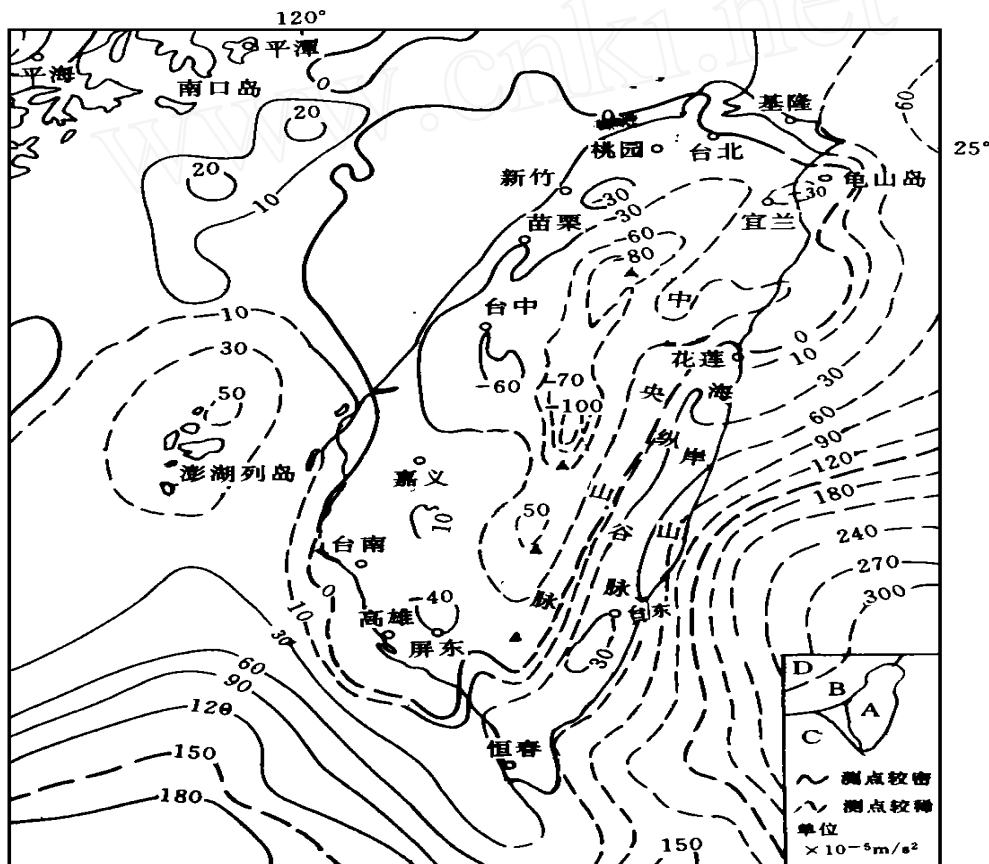 120°
平潭
平海
南口岛
0
60
20
基隆
桃园
台北
25°
20
新竹
龟山岛
-30
-30
10
-30
宜兰
苗栗
-60
-80
中
10
台中
0
30
花莲
10
-60
-70
30
50
-100
央
海
60
纵
90
澎湖列岛
岸
120
嘉义
180
山
50
10
谷
山
240
台南
270
0
300
-40
脉
脉
10
高雄
台东
30
屏东
30
60
D
B
90
A
120
C
恒春
150
测点较密
180
测点较稀
单位
150
×10⁻⁵m/s²
www.cnki.net